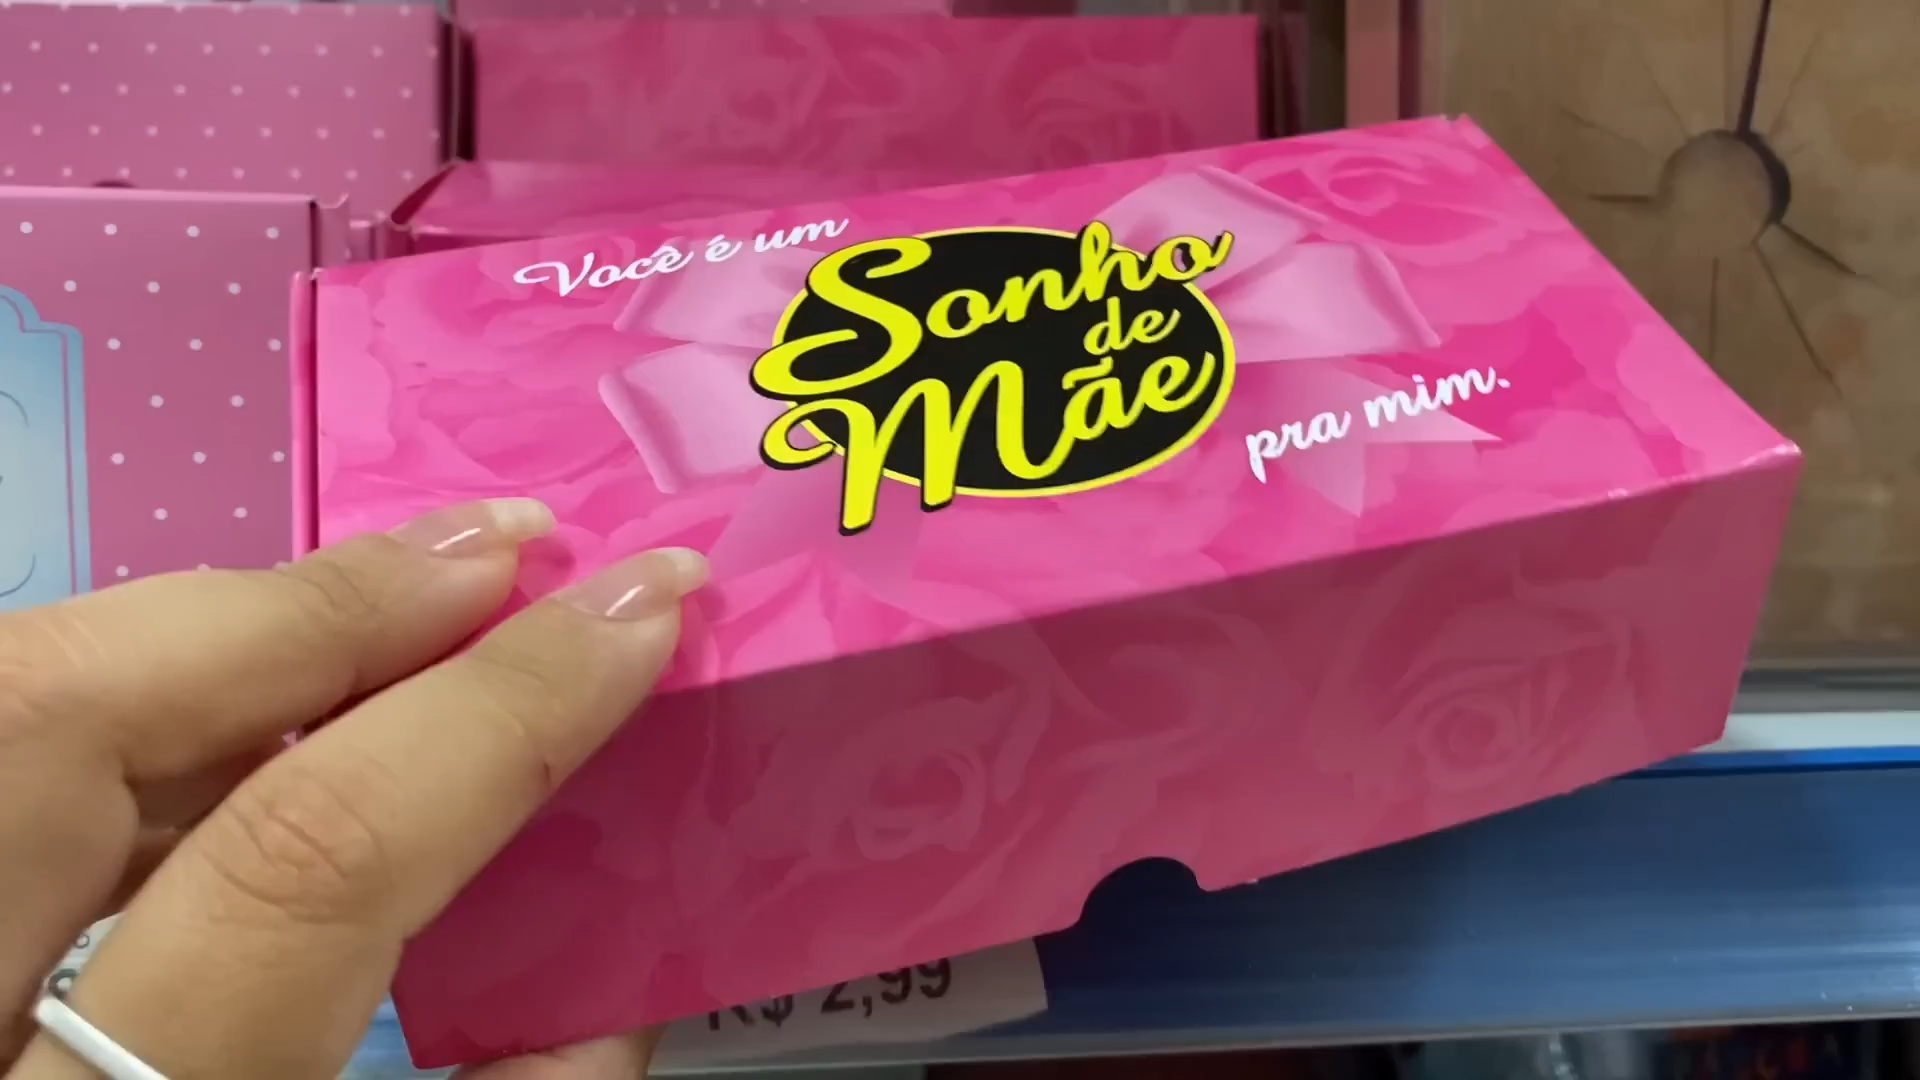 Você é um
Sonho
de
Mãe
pra mim.
R$ 2,99